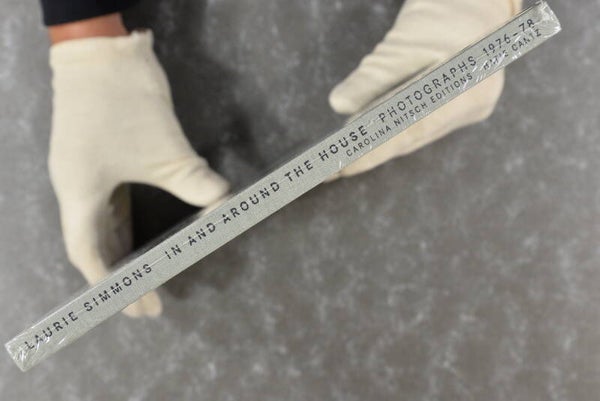 LAURIE SIMMONS IN AND AROUND THE HOUSE PHOTOGRAPHS 1976–78
CAROLINA NITSCH EDITIONS HATJE CANTZ